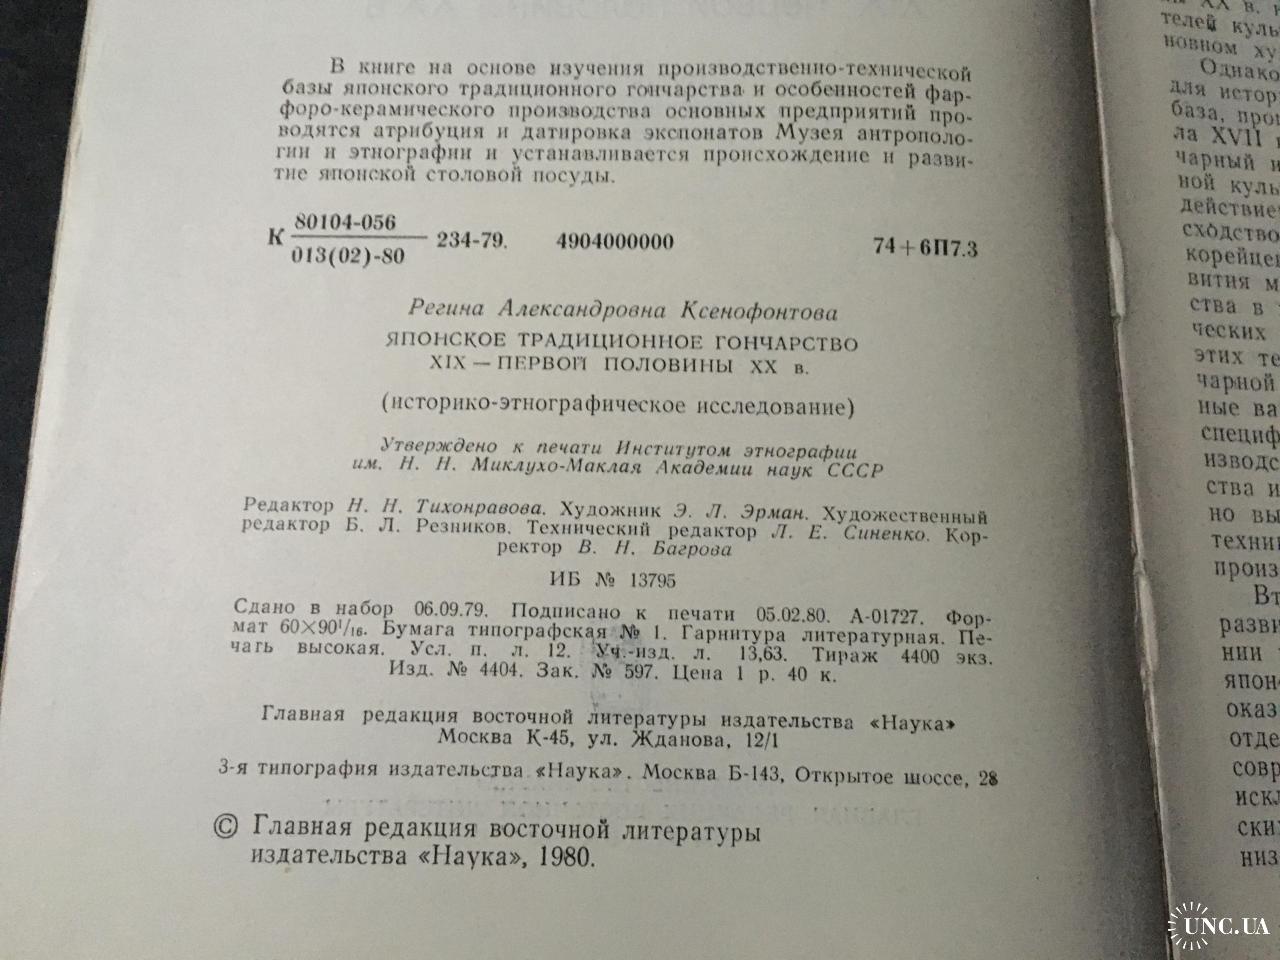 В книге на основе изучения производственно-технической
базы японского традиционного гончарства и особенностей фар-
форо-керамического производства основных предприятий про-
водятся атрибуция и датировка экспонатов Музея антрополо-
гии и этнографии и устанавливается происхождение и разви-
тие японской столовой посуды.
К 80104-056
013(02)-80 234-79. 4904000000 74+6П7.3
Регина Александровна Ксенофонтова
ЯПОНСКОЕ ТРАДИЦИОННОЕ ГОНЧАРСТВО
XIX — ПЕРВОЙ ПОЛОВИНЫ XX в.
(историко-этнографическое исследование)
Утверждено к печати Институтом этнографии
им. Н. Н. Миклухо-Маклая Академии наук СССР
Редактор Н. Н. Тихонравова. Художник Э. Л. Эрман. Художественный
редактор Б. Л. Резников. Технический редактор Л. Е. Синенко. Кор-
ректор В. Н. Багрова
ИБ № 13795
Сдано в набор 06.09.79. Подписано к печати 05.02.80. А-01727. Фор-
мат 60×90¹/₁₆. Бумага типографская № 1. Гарнитура литературная. Пе-
чать высокая. Усл. п. л. 12. Уч.-изд. л. 13,63. Тираж 4400 экз.
Изд. № 4404. Зак. № 597. Цена 1 р. 40 к.
Главная редакция восточной литературы издательства «Наука»
Москва К-45, ул. Жданова, 12/1
3-я типография издательства «Наука». Москва Б-143, Открытое шоссе, 28
© Главная редакция восточной литературы
издательства «Наука», 1980.
XX в.
телей куль
новном ху
Однако
для истор
база, про
ла XVII
чарный и
ной куль
действие
сходство
корейце
вития м
ства в
ческих
этих те
чарной
ные ва
специф
изводс
ства и
но вы
техни
произ
Вт
разви
нии
япон
оказ
отде
совр
искл
ски
низ
UNC.UA